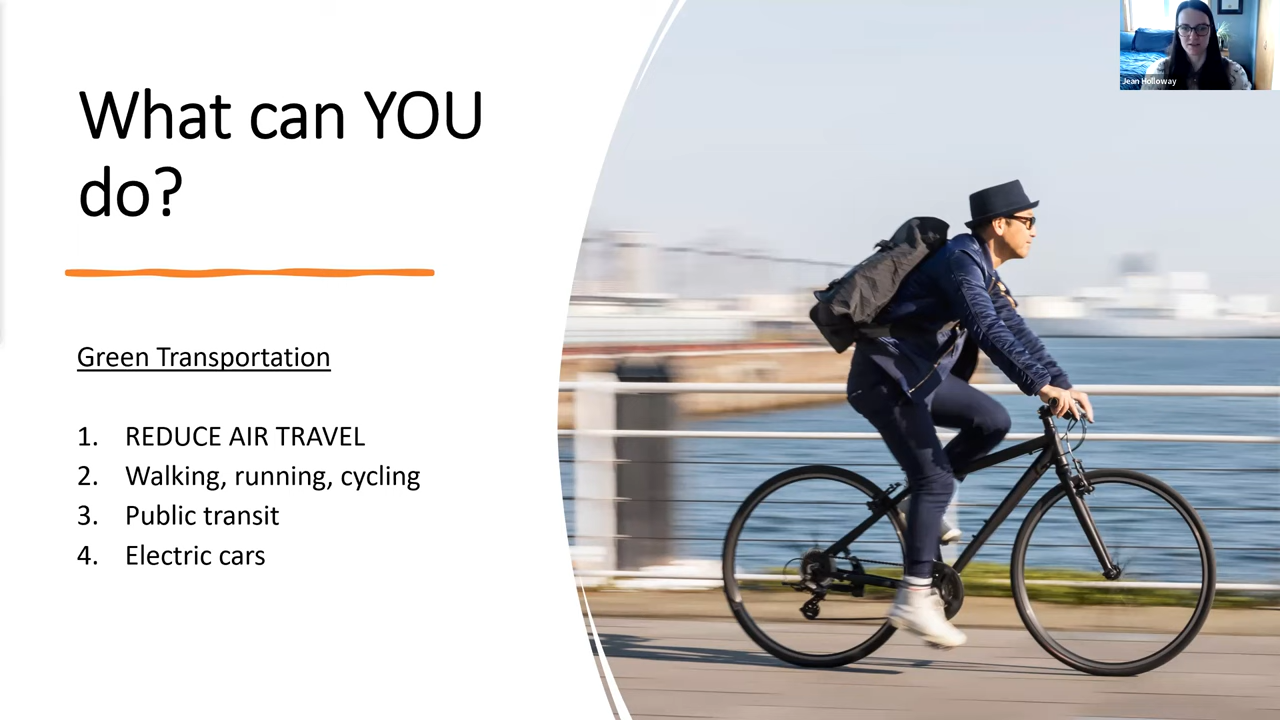 What can YOU
do?
Green Transportation
1. REDUCE AIR TRAVEL
2. Walking, running, cycling
3. Public transit
4. Electric cars
Jean Holloway